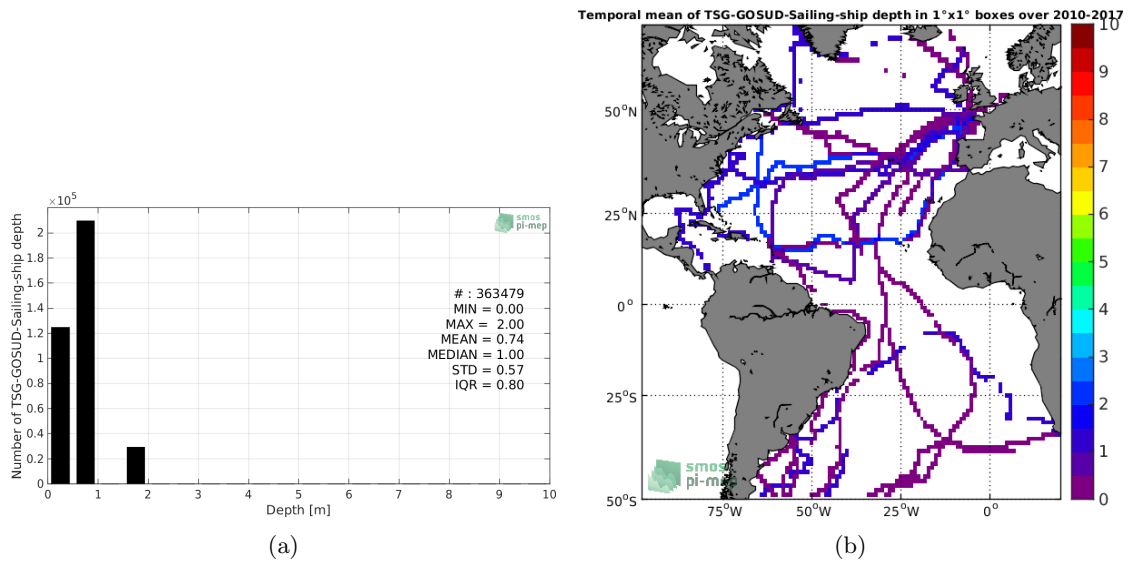 Temporal mean of TSG-GOSUD-Sailing-ship depth in 1°x1° boxes over 2010-2017
×10⁵
Number of TSG-GOSUD-Sailing-ship depth
2
1.8
1.6
1.4
1.2
1
0.8
0.6
0.4
0.2
0
smos
pi-mep
# : 363479
MIN = 0.00
MAX = 2.00
MEAN = 0.74
MEDIAN = 1.00
STD = 0.57
IQR = 0.80
0 1 2 3 4 5 6 7 8 9 10
Depth [m]
(a)
50°N
25°N
0°
25°S
50°S
75°W 50°W 25°W 0°
smos
pi-mep
10
9
8
7
6
5
4
3
2
1
0
(b)